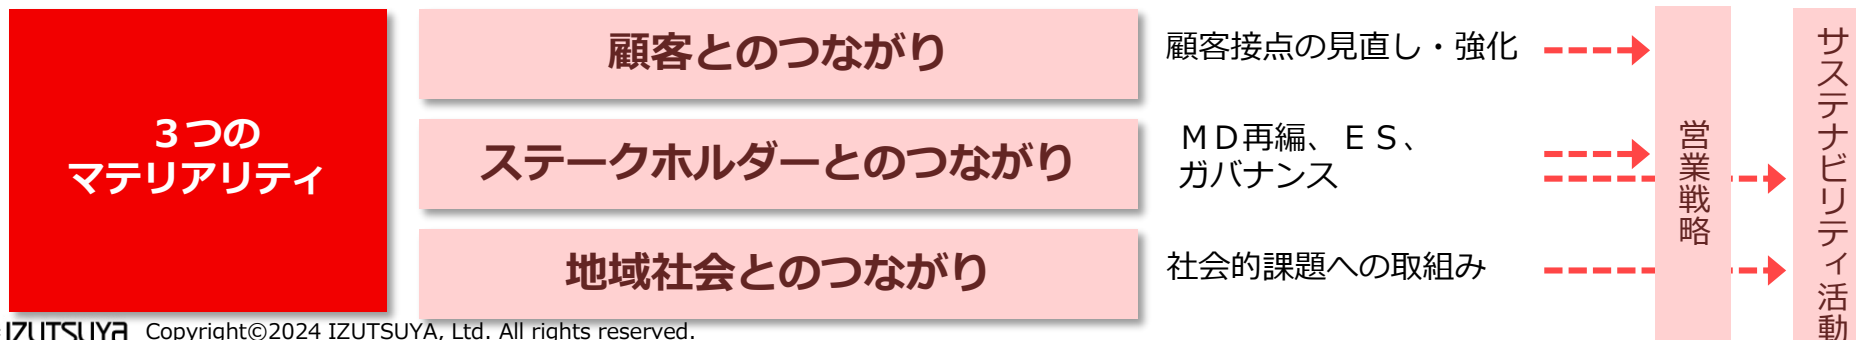 ３つの
マテリアリティ
顧客とのつながり
顧客接点の見直し・強化
ステークホルダーとのつながり
ＭＤ再編、ＥＳ、
ガバナンス
地域社会とのつながり
社会的課題への取組み
営業戦略
サステナビリティ活動
IZUTSUYA Copyright©2024 IZUTSUYA, Ltd. All rights reserved.